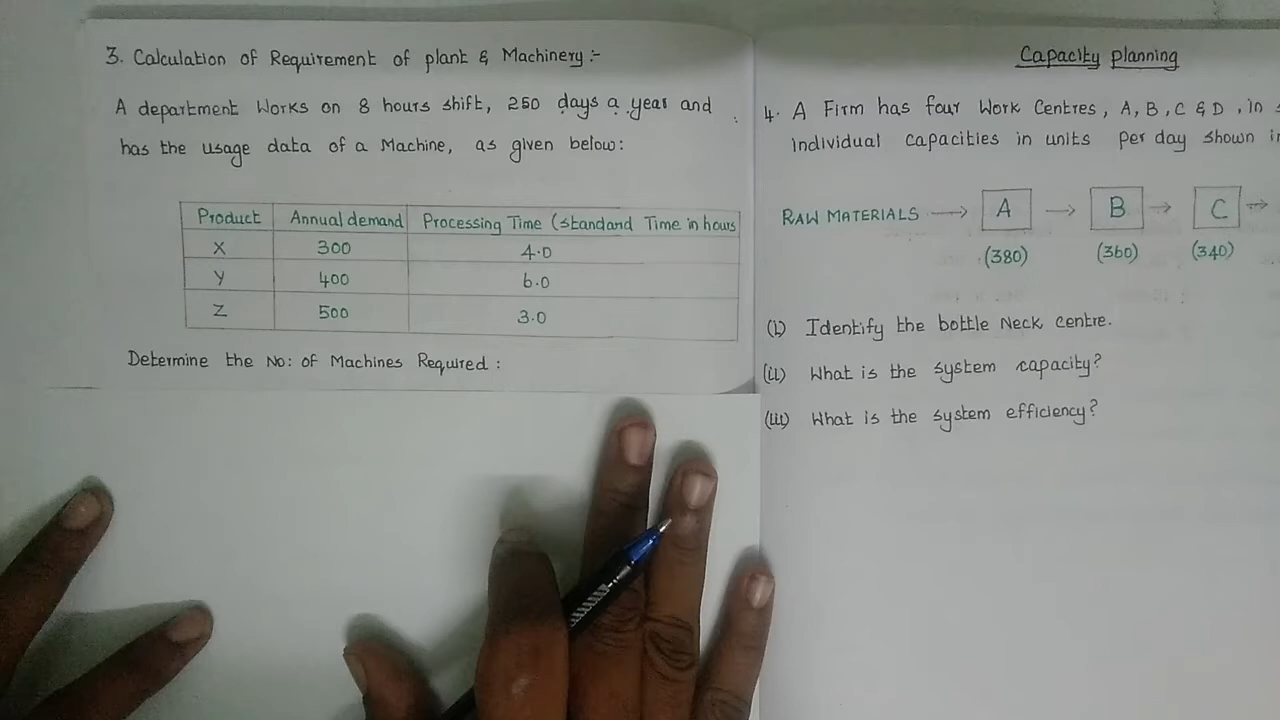 3. Calculation of Requirement of plant & Machinery :-
A department Works on 8 hours shift, 250 days a year and
has the usage data of a Machine, as given below:
Product Annual demand Processing Time (standard Time in hours
X 300 4.0
Y 400 6.0
Z 500 3.0
Determine the No: of Machines Required :
Capacity planning
4. A Firm has four Work Centres, A, B, C & D, in
individual capacities in units per day shown
RAW MATERIALS → A → B → C →
(380) (360) (340)
(i) Identify the bottle Neck centre.
(ii) What is the system capacity?
(iii) What is the system efficiency?